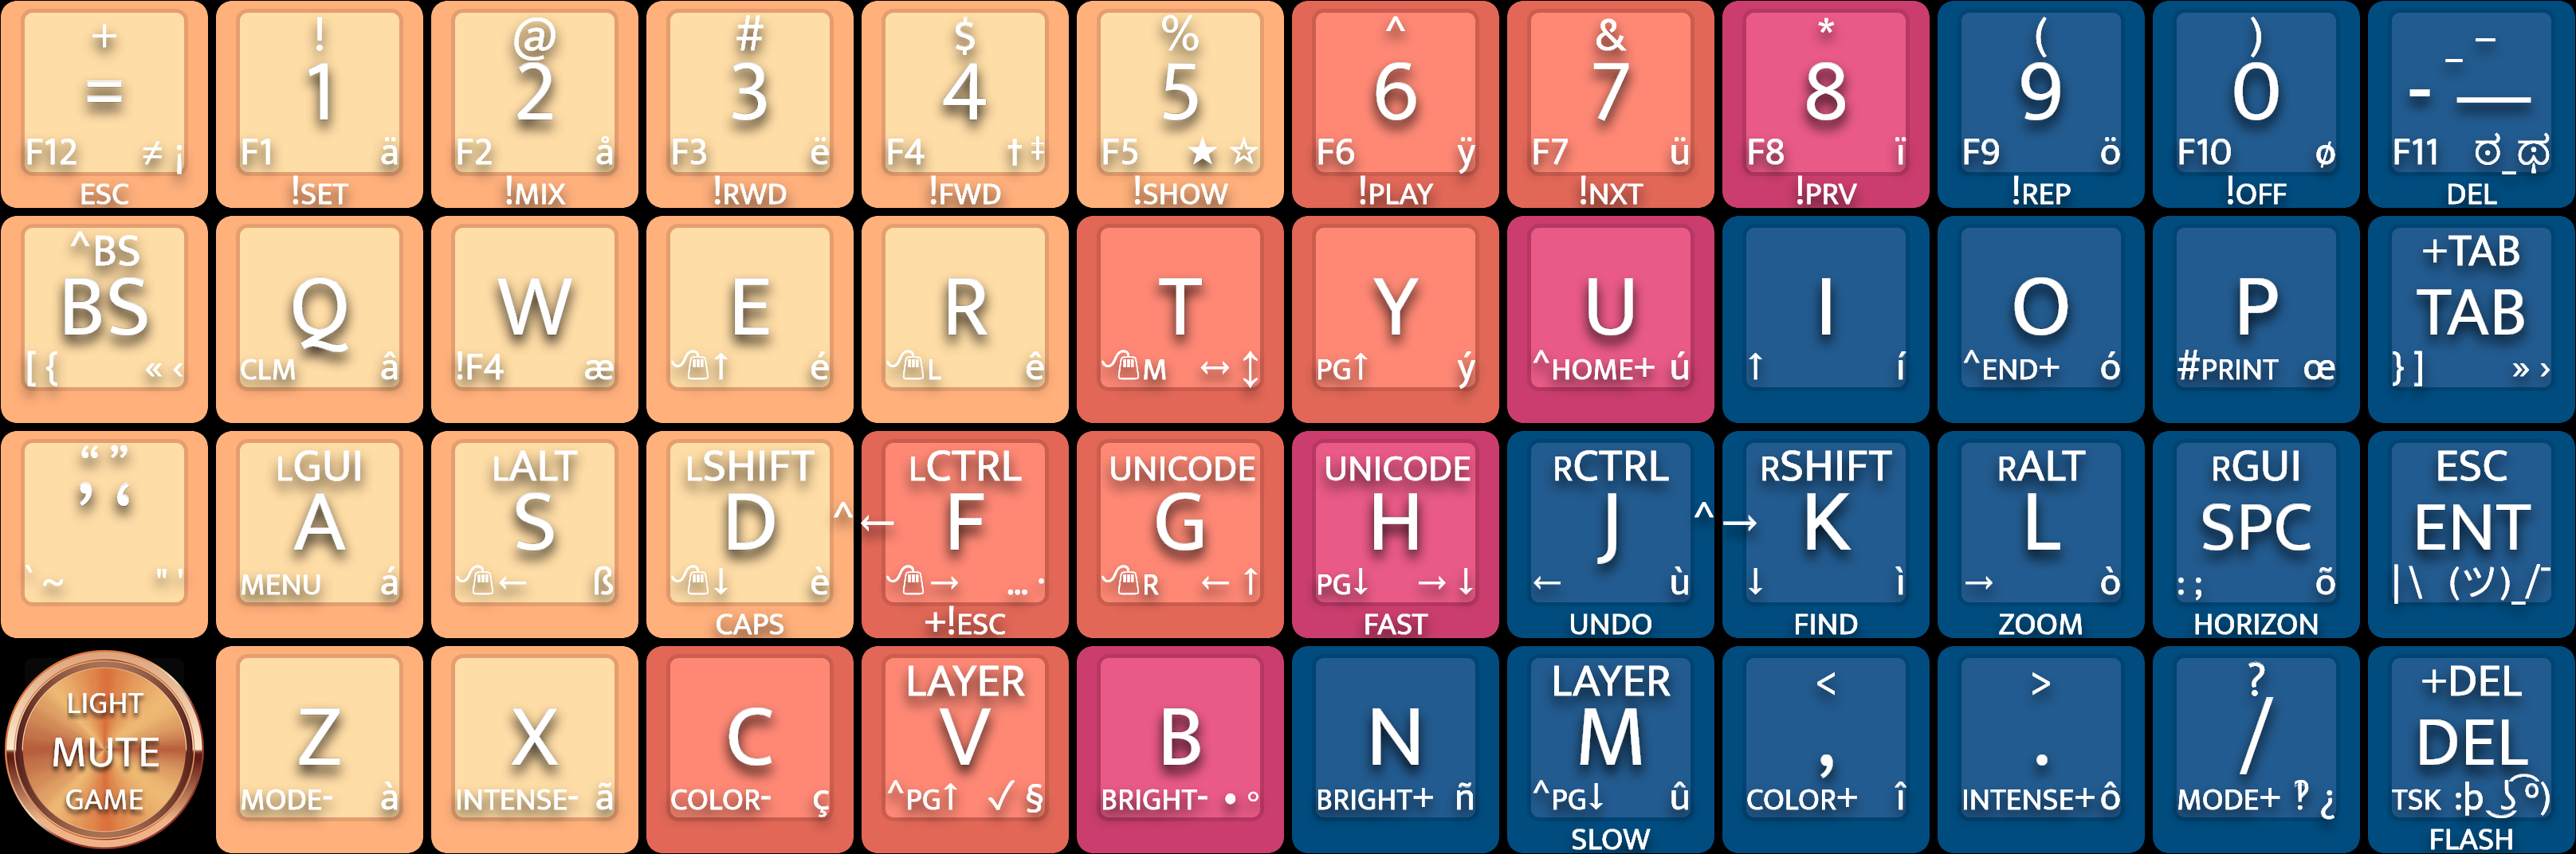 + ! @ # $ % ^ & * ( ) _ –
= 1 2 3 4 5 6 7 8 9 0 - —
F12 ≠ ¡ F1 ä F2 å F3 ë F4 † ‡ F5 ★ ☆ F6 ÿ F7 ü F8 ï F9 ö F10 ø F11
ESC !SET !MIX !RWD !FWD !SHOW !PLAY !NXT !PRV !REP !OFF DEL
^BS +TAB
BS Q W E R T Y U I O P TAB
[ { « ‹ CLM â !F4 æ ↑ é L ê M ↔ ↕ PG↑ ý ^HOME+ ú ↑ í ^END+ ó #PRINT œ } ] » ›
“ ” LGUI LALT LSHIFT LCTRL UNICODE UNICODE RCTRL RSHIFT RALT RGUI ESC
’ ‘ A S D ^← F G H J ^→ K L SPC ENT
` ~ " ' MENU á ← ß ↓ è → … · R ← ↑ PG↓ → ↓ ← ù ↓ ì → ò : ; õ | \ (ツ)_/¯
CAPS +!ESC FAST UNDO FIND ZOOM HORIZON
LIGHT LAYER LAYER < > ? +DEL
MUTE Z X C V B N M , . / DEL
GAME MODE- à INTENSE- ã COLOR- ç ^PG↑ ✓ § BRIGHT- • ◦ BRIGHT+ ñ ^PG↓ û COLOR+ î INTENSE+ ô MODE+ ‽ ¿ TSK :þ
SLOW FLASH